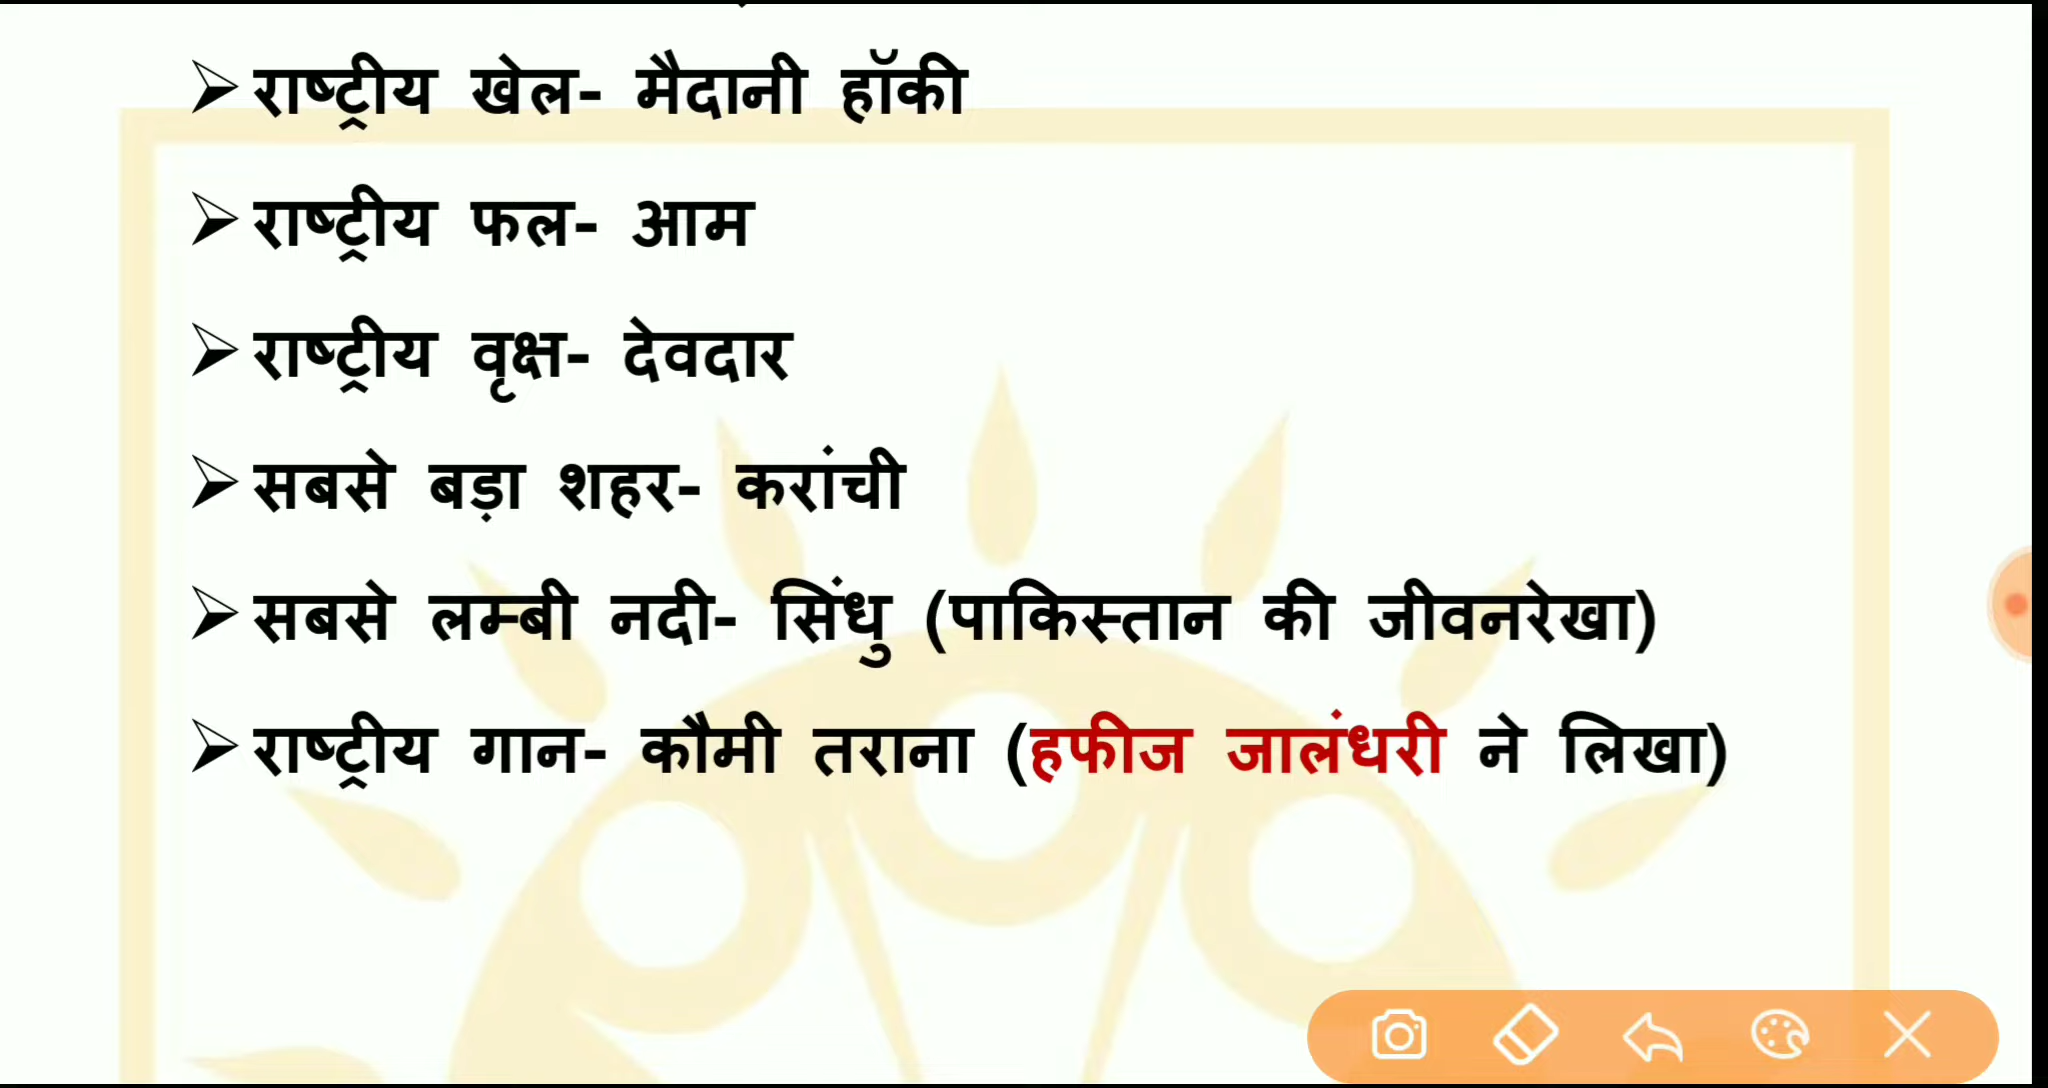 ➢ राष्ट्रीय खेल- मैदानी हॉकी
➢ राष्ट्रीय फल- आम
➢ राष्ट्रीय वृक्ष- देवदार
➢ सबसे बड़ा शहर- करांची
➢ सबसे लम्बी नदी- सिंधु (पाकिस्तान की जीवनरेखा)
➢ राष्ट्रीय गान- कौमी तराना (हफीज जालंधरी ने लिखा)